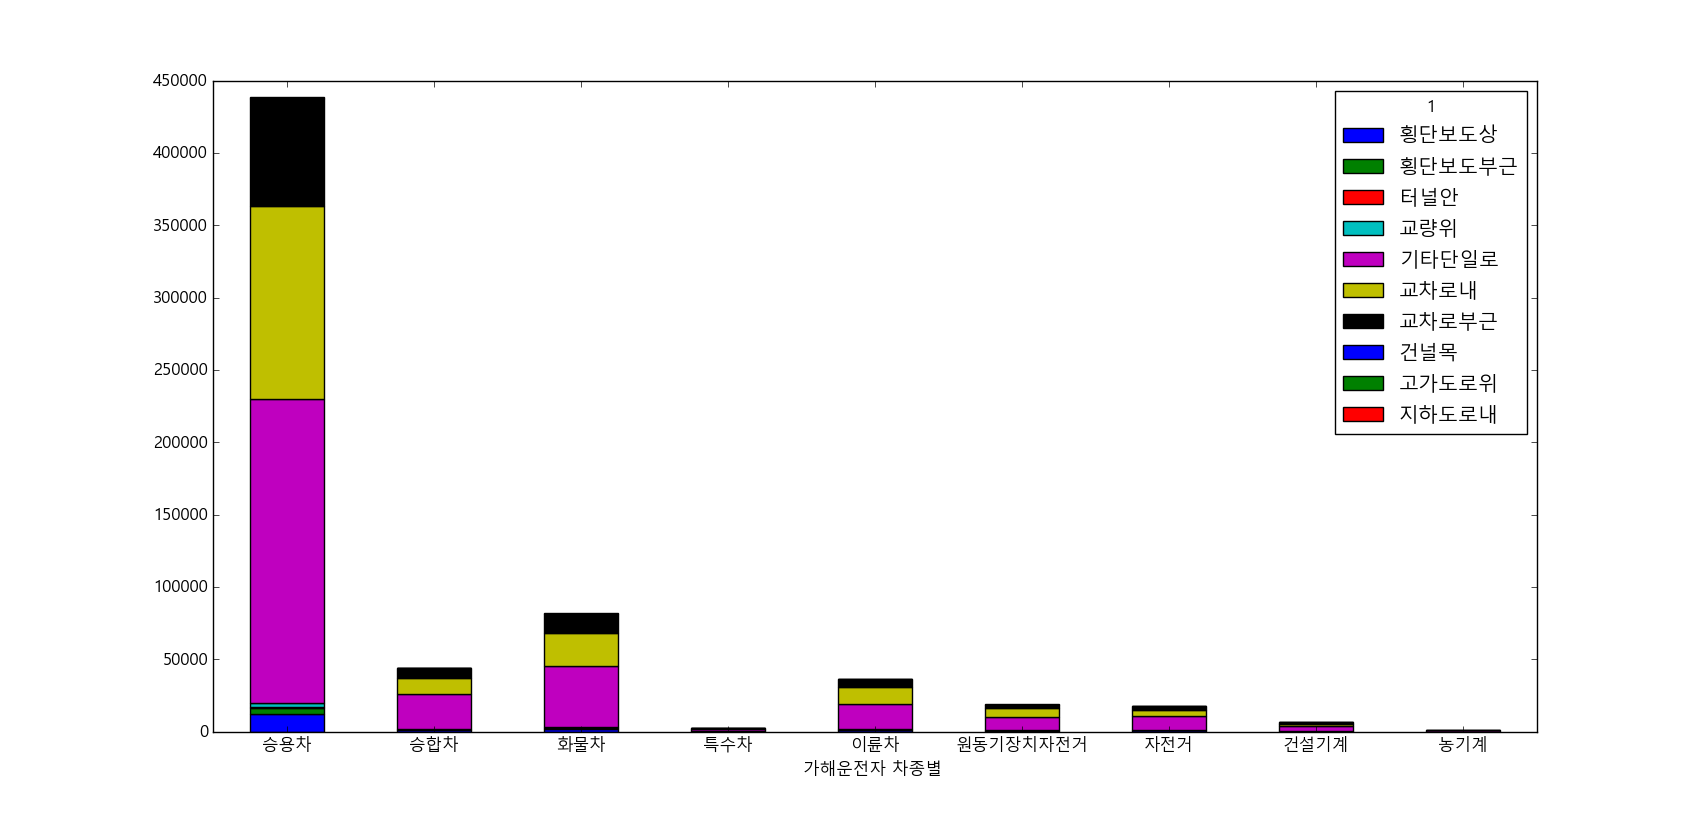 450000
400000
350000
300000
250000
200000
150000
100000
50000
0
1
횡단보도상
횡단보도부근
터널안
교량위
기타단일로
교차로내
교차로부근
건널목
고가도로위
지하도로내
승용차 승합차 화물차 특수차 이륜차 원동기장치자전거 자전거 건설기계 농기계
가해운전자 차종별